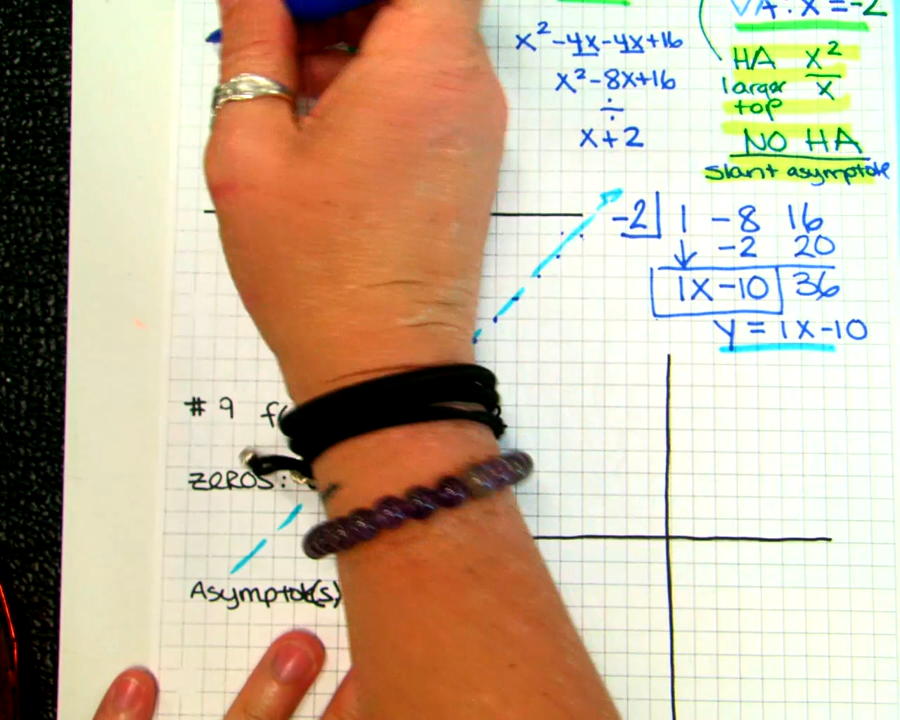 VA: x = -2
x² - 4x - 4x + 16
x² - 8x + 16
÷
x + 2
HA x²/x
larger
top
NO HA
slant asymptote
-2| 1 -8 16
↓ -2 20
1x - 10 36
y = 1x - 10
# 9 f(
zeros:
Asymptote(s)